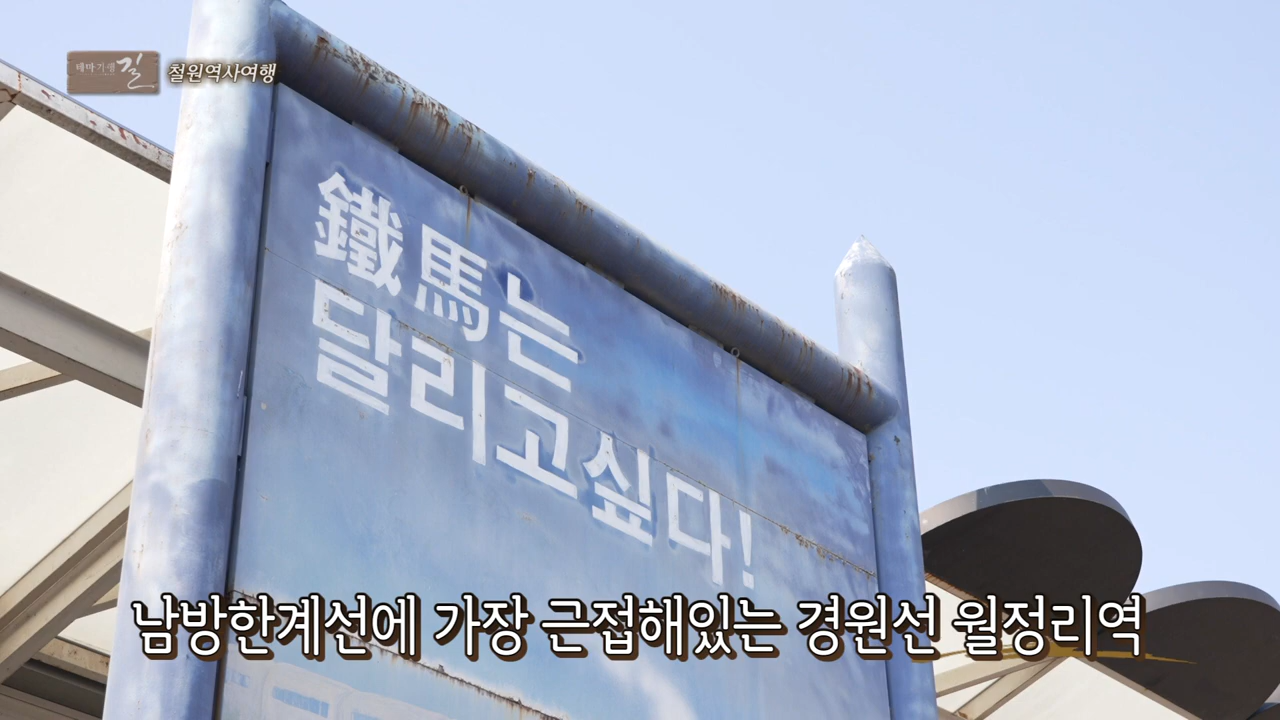 테마기행 길
철원역사여행
鐵馬는
달리고싶다!
남방한계선에 가장 근접해있는 경원선 월정리역